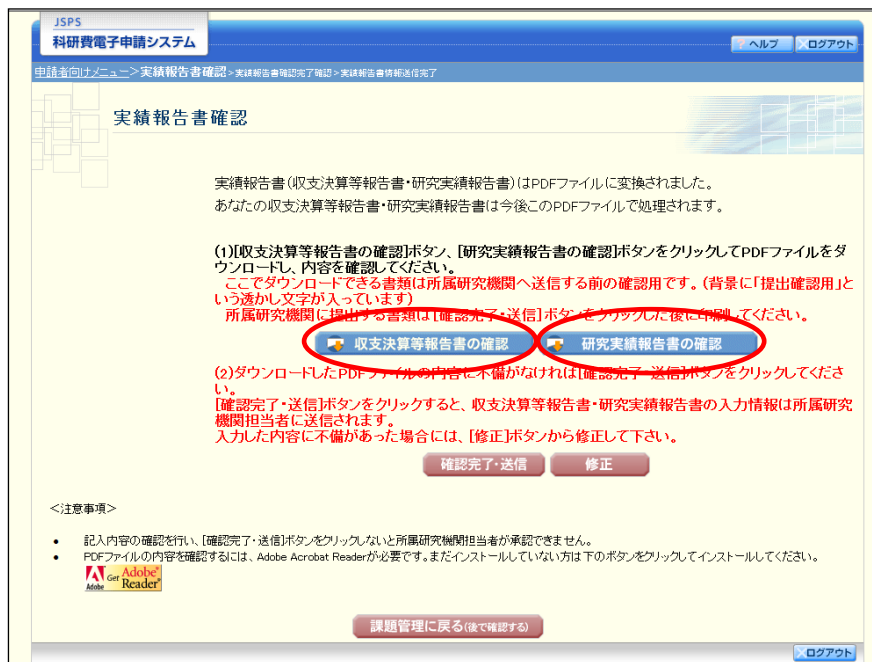 JSPS
科研費電子申請システム
? ヘルプ
ログアウト
申請者向けメニュー>実績報告書確認>実績報告書確認完了確認>実績報告書情報送信完了
実績報告書確認
実績報告書(収支決算等報告書・研究実績報告書)はPDFファイルに変換されました。
あなたの収支決算等報告書・研究実績報告書は今後このPDFファイルで処理されます。
(1)[収支決算等報告書の確認]ボタン、[研究実績報告書の確認]ボタンをクリックしてPDFファイルをダ
ウンロードし、内容を確認してください。
ここでダウンロードできる書類は所属研究機関へ送信する前の確認用です。(背景に「提出確認用」と
いう透かし文字が入っています)
所属研究機関に提出する書類は[確認完了・送信]ボタンをクリックした後に印刷してください。
収支決算等報告書の確認
研究実績報告書の確認
(2)ダウンロードしたPDFファイルの内容に不備がなければ[確認完了・送信]ボタンをクリックしてくださ
い。
[確認完了・送信]ボタンをクリックすると、収支決算等報告書・研究実績報告書の入力情報は所属研究
機関担当者に送信されます。
入力した内容に不備があった場合には、[修正]ボタンから修正して下さい。
確認完了・送信
修正
<注意事項>
● 記入内容の確認を行い、[確認完了・送信]ボタンをクリックしないと所属研究機関担当者が承認できません。
● PDFファイルの内容を確認するには、Adobe Acrobat Readerが必要です。まだインストールしていない方は下のボタンをクリックしてインストールしてください。
Adobe Get Adobe® Reader®
課題管理に戻る(後で確認する)
ログアウト